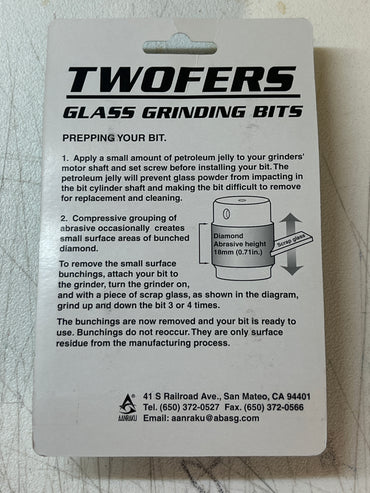 TWOFERS
GLASS GRINDING BITS
PREPPING YOUR BIT.
1. Apply a small amount of petroleum jelly to your grinders'
motor shaft and set screw before installing your bit. The
petroleum jelly will prevent glass powder from impacting in
the bit cylinder shaft and making the bit difficult to remove
for replacement and cleaning.
2. Compressive grouping of
abrasive occasionally creates
small surface areas of bunched
diamond.
Diamond
Abrasive height
18mm (0.71in.)
Scrap glass
To remove the small surface
bunchings, attach your bit to
the grinder, turn the grinder on,
and with a piece of scrap glass, as shown in the diagram,
grind up and down the bit 3 or 4 times.
The bunchings are now removed and your bit is ready to
use. Bunchings do not reoccur. They are only surface
residue from the manufacturing process.
AANRAKU
41 S Railroad Ave., San Mateo, CA 94401
Tel. (650) 372-0527 Fax. (650) 372-0566
Email: aanraku@abasg.com